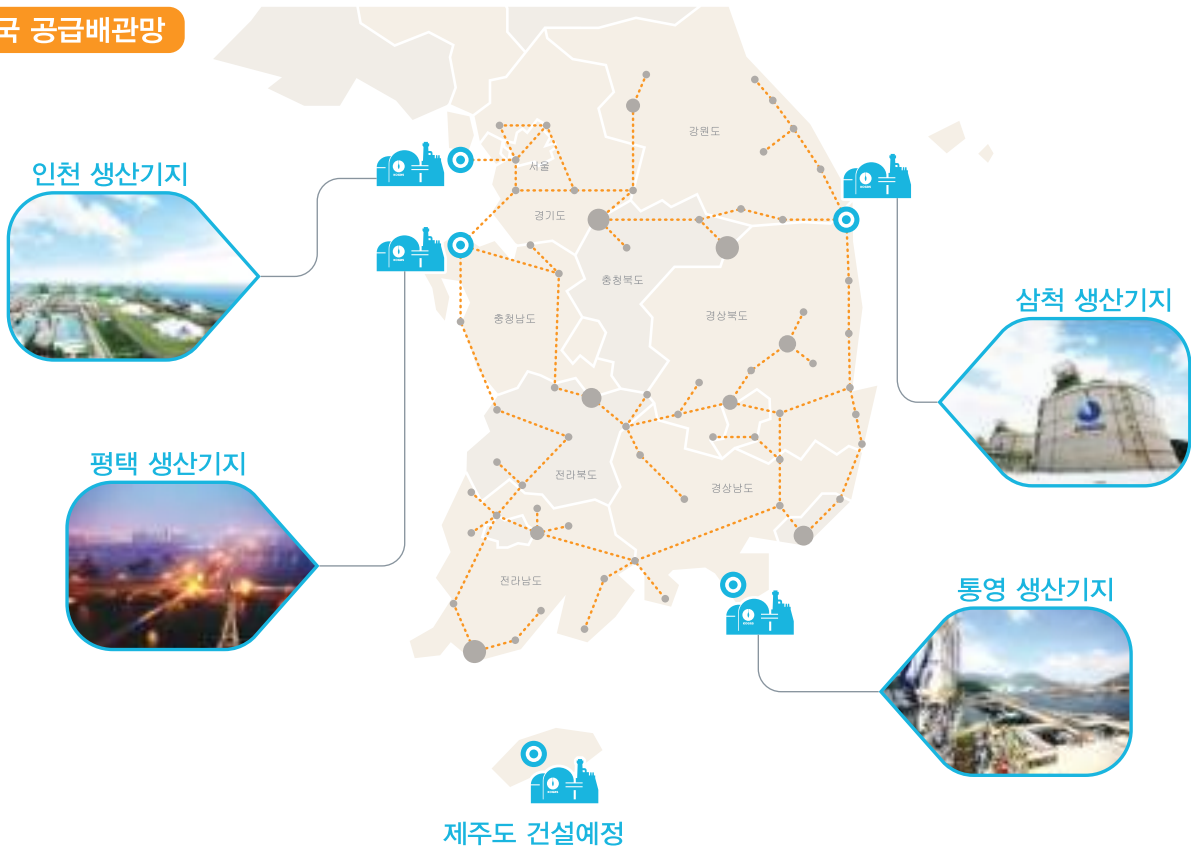 국 공급배관망
강원도
서울
인천 생산기지
경기도
충청북도
삼척 생산기지
충청남도
경상북도
평택 생산기지
전라북도
경상남도
전라남도
통영 생산기지
제주도 건설예정